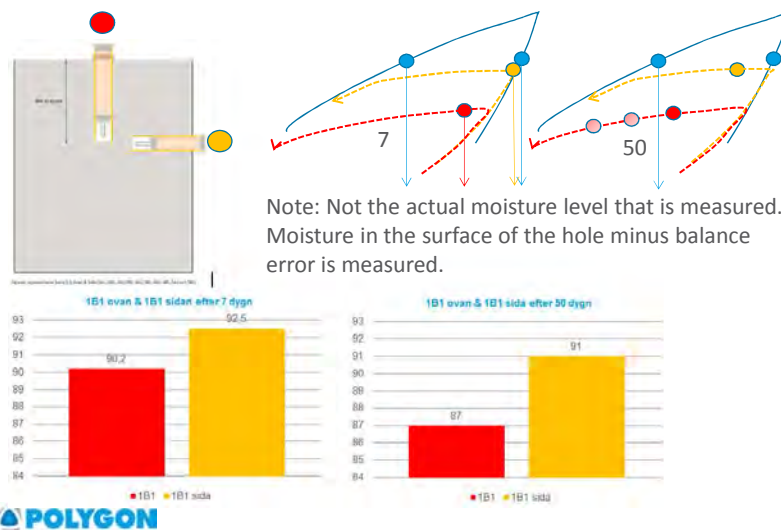 7
50
Note: Not the actual moisture level that is measured.
Moisture in the surface of the hole minus balance
error is measured.
1B1 ovan & 1B1 sidan efter 7 dygn
93
92
91
90
89
88
87
86
85
84
90,2
92,5
1B1
1B1 sida
1B1 ovan & 1B1 sida efter 50 dygn
93
92
91
90
89
88
87
86
85
84
87
91
1B1
1B1 sida
POLYGON